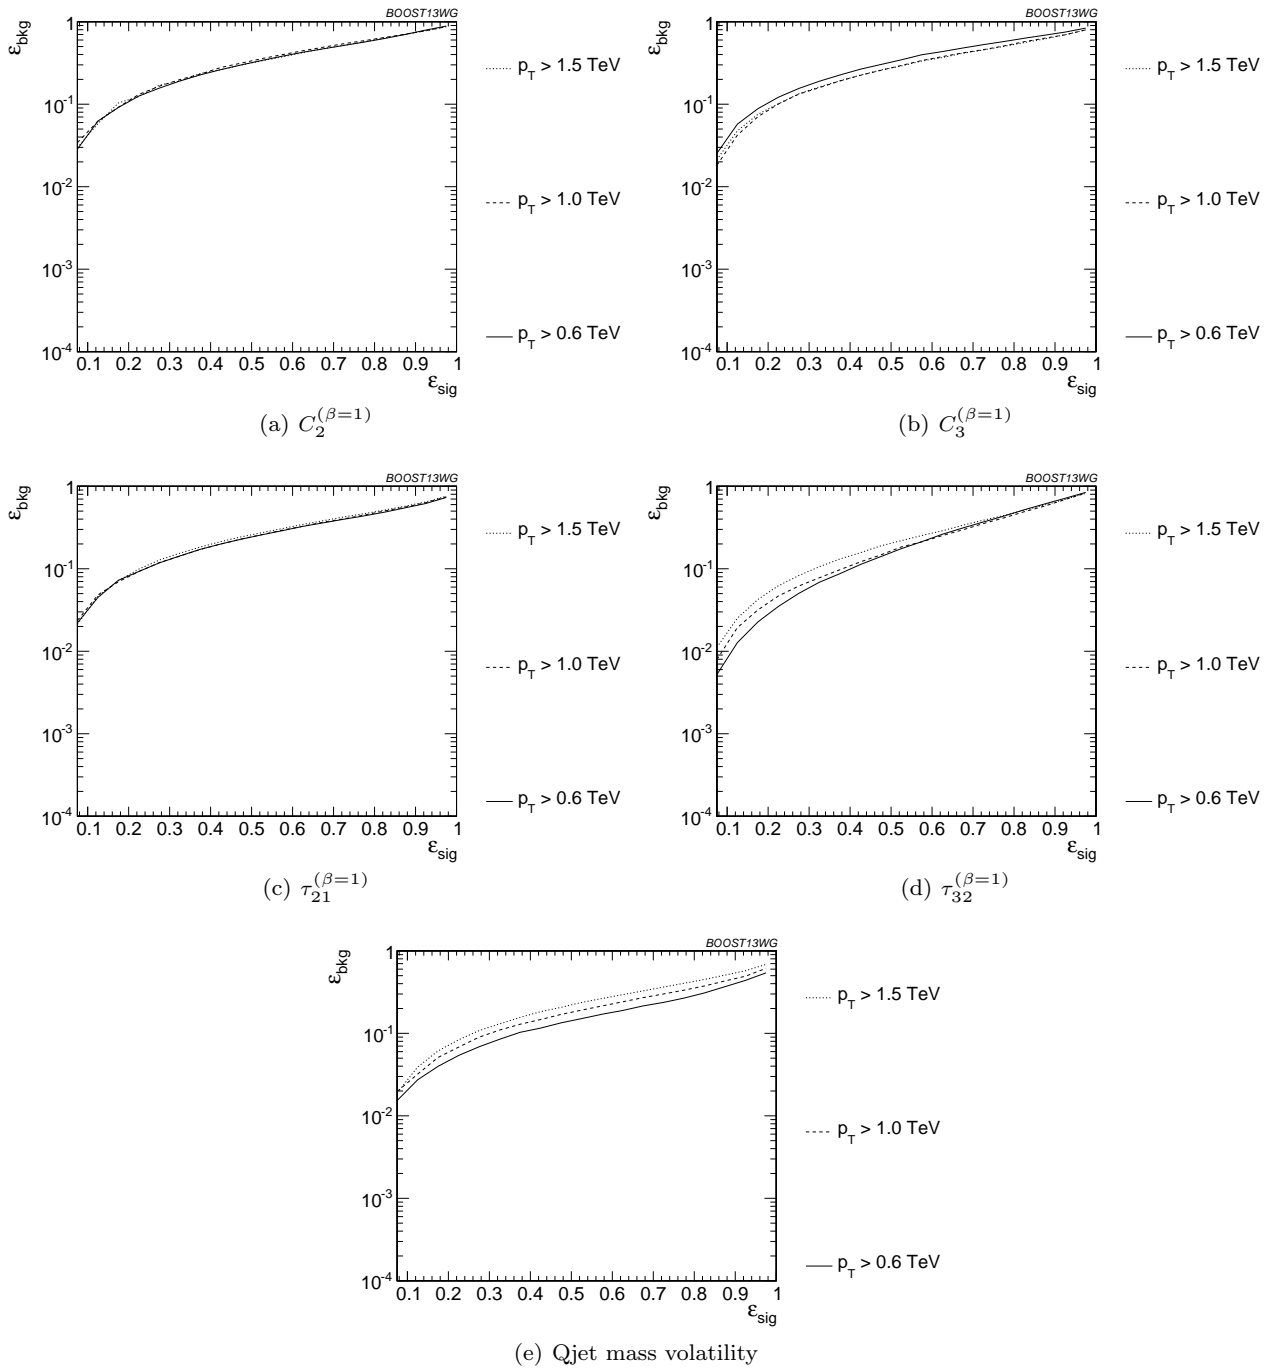 BOOST13WG
ε_bkg
1
10^-1
10^-2
10^-3
10^-4
0.1 0.2 0.3 0.4 0.5 0.6 0.7 0.8 0.9 1
ε_sig
p_T > 1.5 TeV
p_T > 1.0 TeV
p_T > 0.6 TeV
(a) C_2^(β=1)
BOOST13WG
ε_bkg
1
10^-1
10^-2
10^-3
10^-4
0.1 0.2 0.3 0.4 0.5 0.6 0.7 0.8 0.9 1
ε_sig
p_T > 1.5 TeV
p_T > 1.0 TeV
p_T > 0.6 TeV
(b) C_3^(β=1)
BOOST13WG
ε_bkg
1
10^-1
10^-2
10^-3
10^-4
0.1 0.2 0.3 0.4 0.5 0.6 0.7 0.8 0.9 1
ε_sig
p_T > 1.5 TeV
p_T > 1.0 TeV
p_T > 0.6 TeV
(c) τ_21^(β=1)
BOOST13WG
ε_bkg
1
10^-1
10^-2
10^-3
10^-4
0.1 0.2 0.3 0.4 0.5 0.6 0.7 0.8 0.9 1
ε_sig
p_T > 1.5 TeV
p_T > 1.0 TeV
p_T > 0.6 TeV
(d) τ_32^(β=1)
BOOST13WG
ε_bkg
1
10^-1
10^-2
10^-3
10^-4
0.1 0.2 0.3 0.4 0.5 0.6 0.7 0.8 0.9 1
ε_sig
p_T > 1.5 TeV
p_T > 1.0 TeV
p_T > 0.6 TeV
(e) Qjet mass volatility